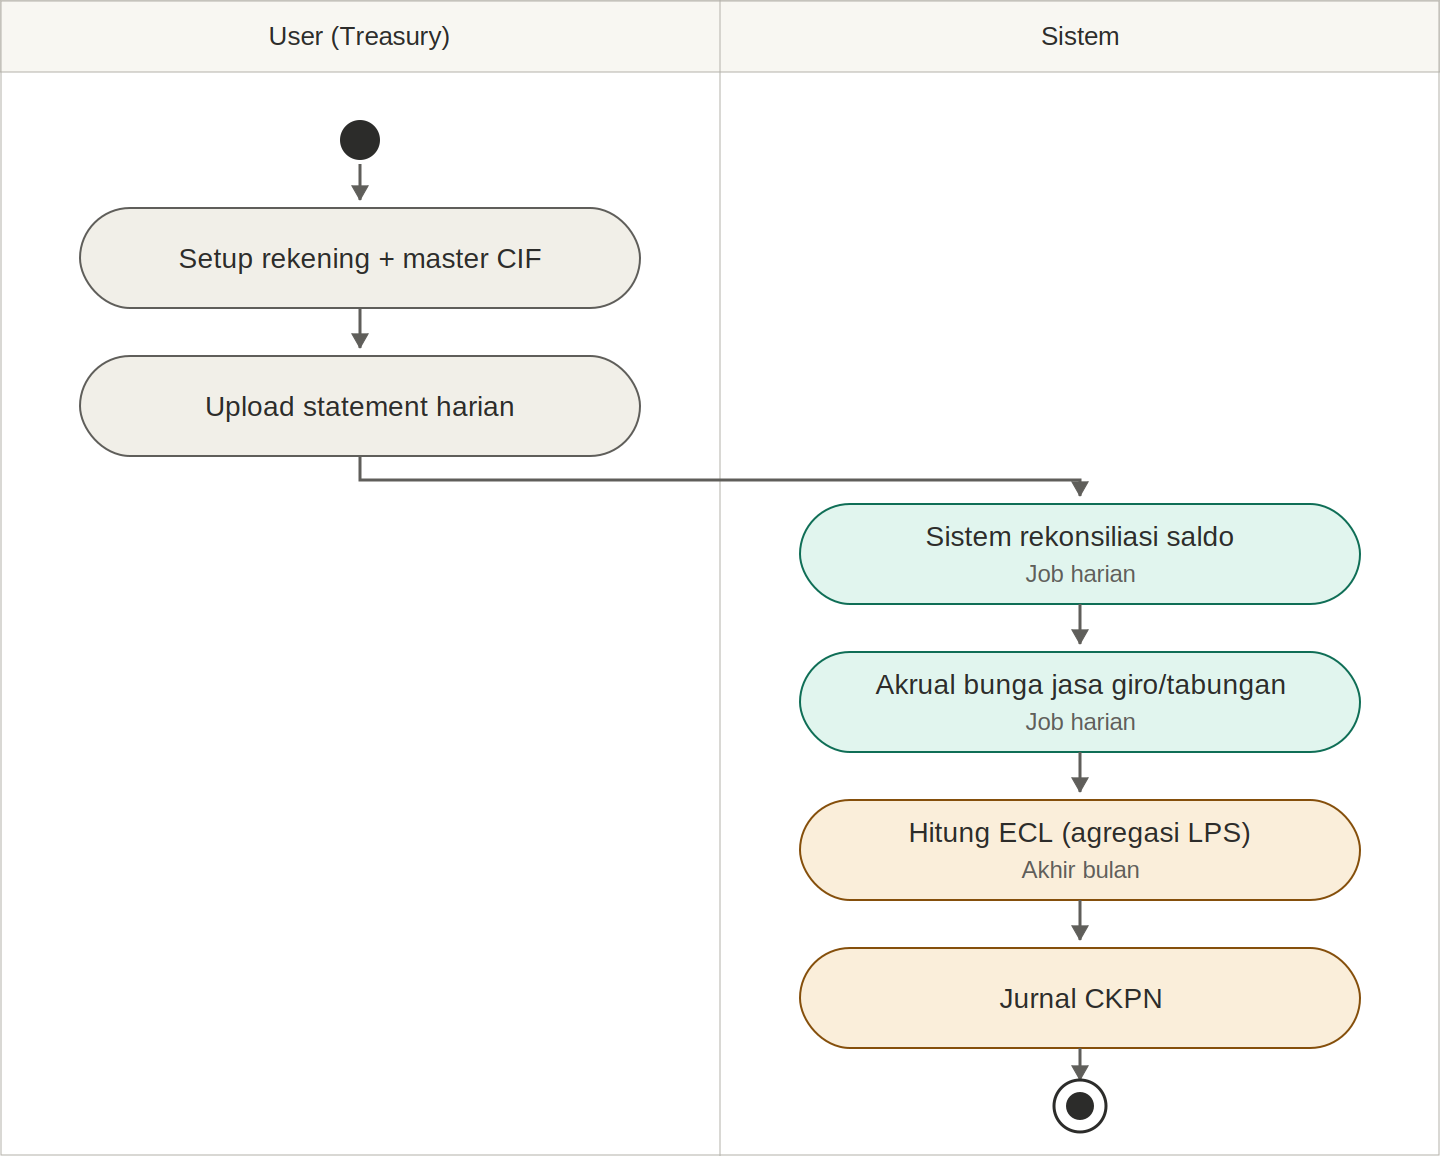 User (Treasury)
Sistem
Setup rekening + master CIF
Upload statement harian
Sistem rekonsiliasi saldo
Job harian
Akrual bunga jasa giro/tabungan
Job harian
Hitung ECL (agregasi LPS)
Akhir bulan
Jurnal CKPN